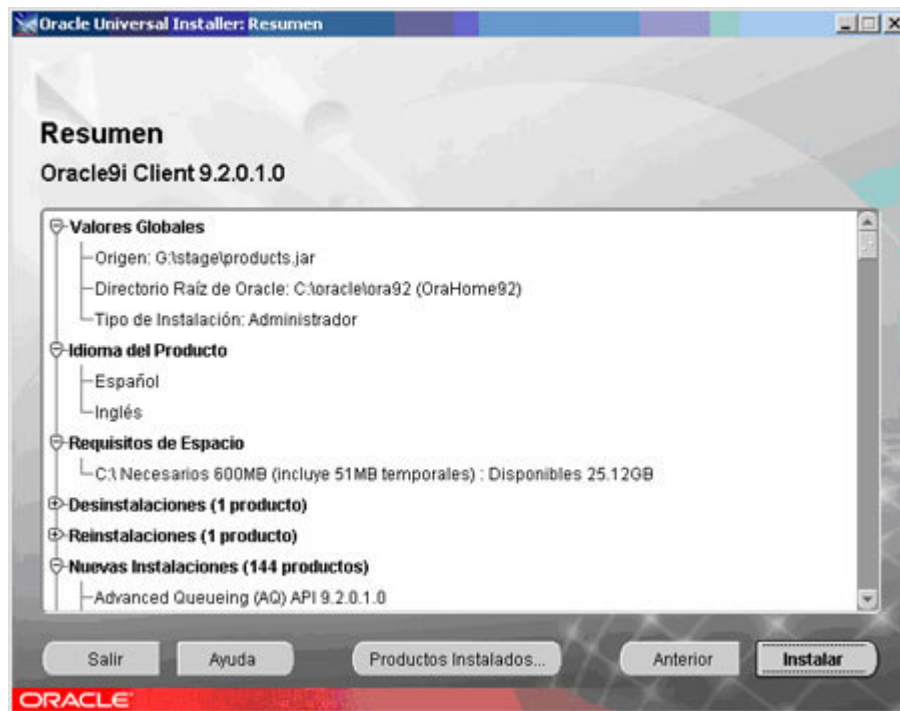 Oracle Universal Installer: Resumen
Resumen
Oracle9i Client 9.2.0.1.0
Valores Globales
Origen: G:\stage\products.jar
Directorio Raíz de Oracle: C:\oracle\ora92 (OraHome92)
Tipo de Instalación: Administrador
Idioma del Producto
Español
Inglés
Requisitos de Espacio
C:\ Necesarios 600MB (incluye 51MB temporales) : Disponibles 25.12GB
Desinstalaciones (1 producto)
Reinstalaciones (1 producto)
Nuevas Instalaciones (144 productos)
Advanced Queueing (AQ) API 9.2.0.1.0
Salir Ayuda Productos Instalados... Anterior Instalar
ORACLE